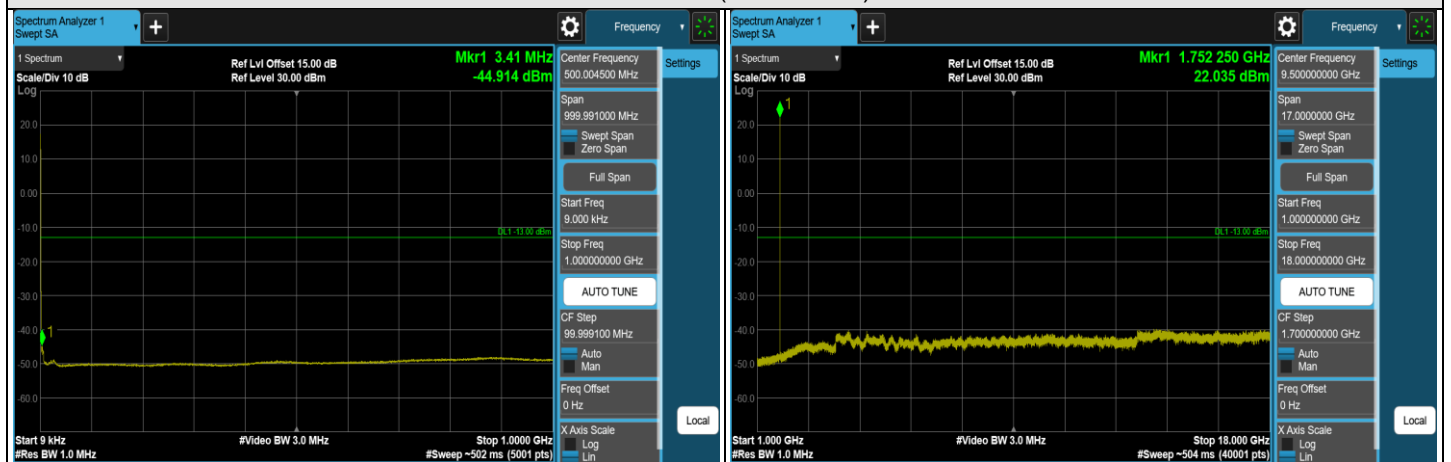 Spectrum Analyzer 1
Swept SA
+
Frequency
1 Spectrum
Scale/Div 10 dB
Log
Ref Lvl Offset 15.00 dB
Ref Level 30.00 dBm
Mkr1 3.41 MHz
-44.914 dBm
1
20.0
10.0
0.00
-10.0
-20.0
-30.0
-40.0
-50.0
-60.0
DL1 -13.00 dBm
Start 9 kHz
#Res BW 1.0 MHz
#Video BW 3.0 MHz
Stop 1.0000 GHz
#Sweep ~502 ms (5001 pts)
Center Frequency
500.004500 MHz
Settings
Span
999.991000 MHz
Swept Span
Zero Span
Full Span
Start Freq
9.000 kHz
Stop Freq
1.000000000 GHz
AUTO TUNE
CF Step
99.999100 MHz
Auto
Man
Freq Offset
0 Hz
X Axis Scale
Log
Lin
Local
Spectrum Analyzer 1
Swept SA
+
Frequency
1 Spectrum
Scale/Div 10 dB
Log
Ref Lvl Offset 15.00 dB
Ref Level 30.00 dBm
Mkr1 1.752 250 GHz
22.035 dBm
1
20.0
10.0
0.00
-10.0
-20.0
-30.0
-40.0
-50.0
-60.0
DL1 -13.00 dBm
Start 1.000 GHz
#Res BW 1.0 MHz
#Video BW 3.0 MHz
Stop 18.000 GHz
#Sweep ~504 ms (40001 pts)
Center Frequency
9.500000000 GHz
Settings
Span
17.0000000 GHz
Swept Span
Zero Span
Full Span
Start Freq
1.000000000 GHz
Stop Freq
18.000000000 GHz
AUTO TUNE
CF Step
1.700000000 GHz
Auto
Man
Freq Offset
0 Hz
X Axis Scale
Log
Lin
Local